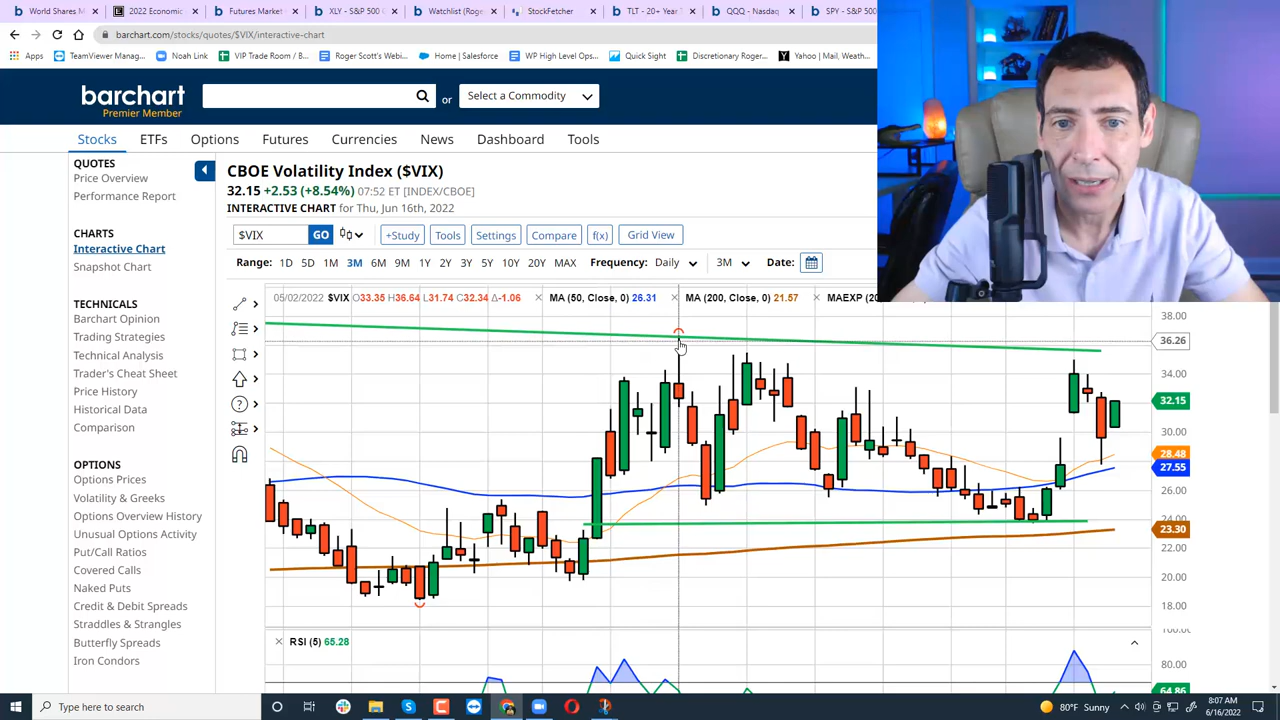 World S M...
2022 Economic
Futures Market -
XLY - S&P 500 C
Watchlist (Roge
StockFetcher
TLT - 20+ Year T
QQQ - Nasdaq
SPY - S&P 500
barchart.com/stocks/quotes/$VIX/interactive-chart
Apps
TeamViewer Manag...
Noah Link
VIP Trade Room / B...
Roger Scott's Webi...
Home | Salesforce
WP High Level Ops...
Quick Sight
Discretionary Roger...
Yahoo | Mail, Weath...
barchart
Premier Member
or
Select a Commodity
Stocks
ETFs
Options
Futures
Currencies
News
Dashboard
Tools
QUOTES
Price Overview
Performance Report
CHARTS
Interactive Chart
Snapshot Chart
TECHNICALS
Barchart Opinion
Trading Strategies
Technical Analysis
Trader's Cheat Sheet
Price History
Historical Data
Comparison
OPTIONS
Options Prices
Volatility & Greeks
Options Overview History
Unusual Options Activity
Put/Call Ratios
Covered Calls
Naked Puts
Credit & Debit Spreads
Straddles & Strangles
Butterfly Spreads
Iron Condors
CBOE Volatility Index ($VIX)
32.15 +2.53 (+8.54%) 07:52 ET [INDEX/CBOE]
INTERACTIVE CHART for Thu, Jun 16th, 2022
$VIX
GO
+Study
Tools
Settings
Compare
f(x)
Grid View
Range: 1D 5D 1M 3M 6M 9M 1Y 2Y 3Y 5Y 10Y 20Y MAX
Frequency: Daily
3M
Date:
05/02/2022 $VIX O33.35 H36.64 L31.74 C32.34 Δ-1.06
MA (50, Close, 0) 26.31
MA (200, Close, 0) 21.57
MAEXP (20
38.00
36.26
34.00
32.15
30.00
28.48
27.55
26.00
24.00
23.30
22.00
20.00
18.00
100.00
RSI (5) 65.28
80.00
64.86
Type here to search
80°F Sunny
8:07 AM
6/16/2022